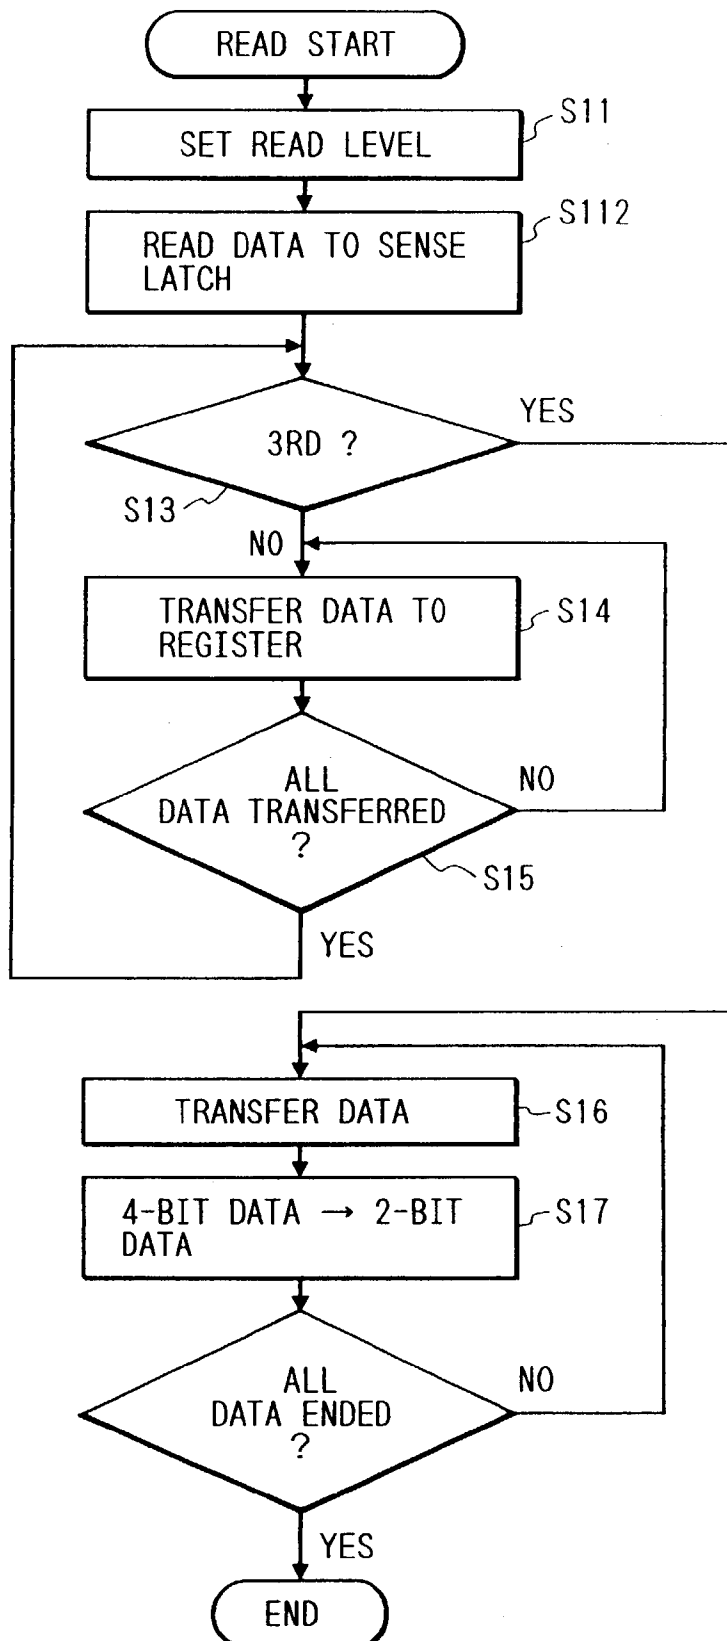 READ START
S11
SET READ LEVEL
S112
READ DATA TO SENSE
LATCH
YES
3RD ?
S13
NO
TRANSFER DATA TO
REGISTER
S14
ALL
DATA TRANSFERRED
?
NO
S15
YES
TRANSFER DATA
S16
4-BIT DATA → 2-BIT
DATA
S17
ALL
DATA ENDED
?
NO
YES
END